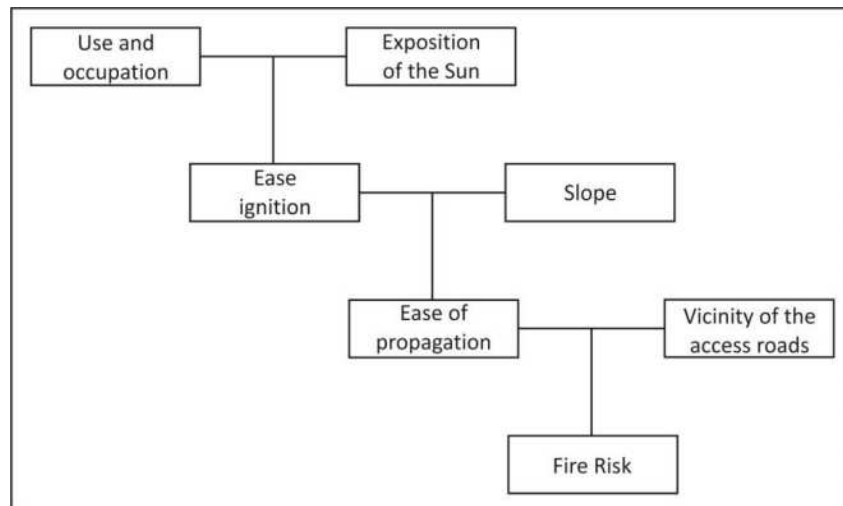 Use and
occupation
Exposition
of the Sun
Ease
ignition
Slope
Ease of
propagation
Vicinity of the
access roads
Fire Risk